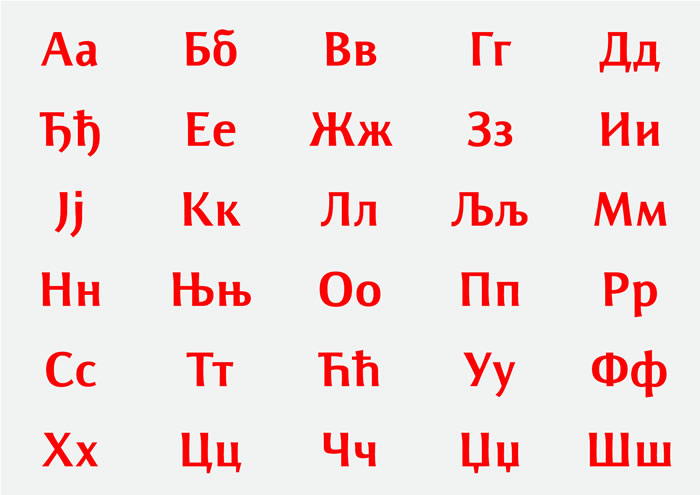 Аа Бб Вв Гг Дд
Ђђ Ее Жж Зз Ии
Јј Кк Лл Љљ Мм
Нн Њњ Оо Пп Рр
Сс Тт Ћћ Уу Фф
Хх Цц Чч Џџ Шш